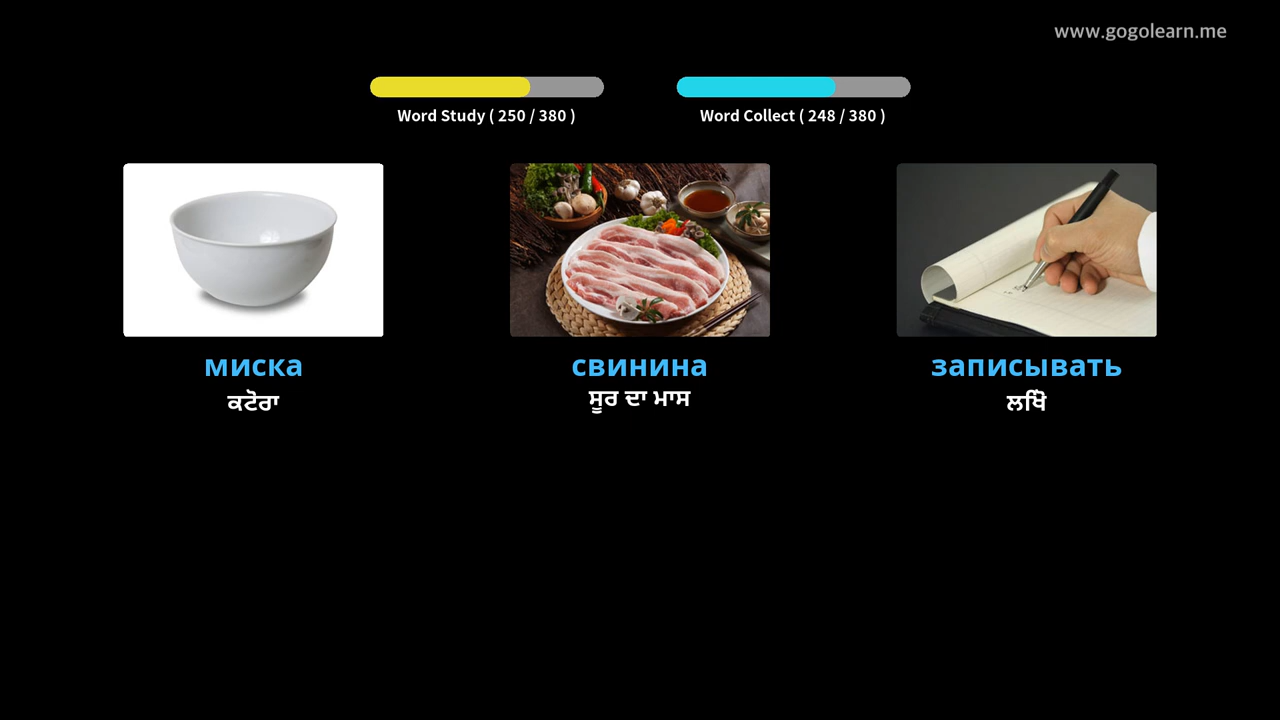 www.gogolearn.me
Word Study ( 250 / 380 )
Word Collect ( 248 / 380 )
миска
ਕਟੋਰਾ
свинина
ਸੂਰ ਦਾ ਮਾਸ
записывать
ਲਿਖੋ